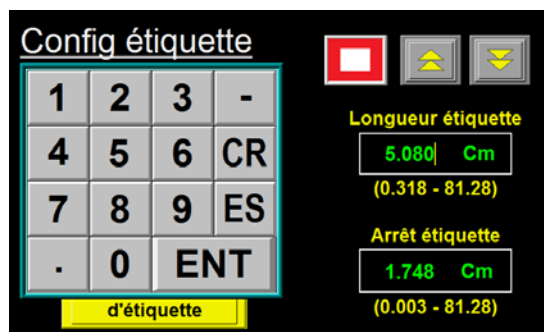 Config étiquette
1 2 3 -
4 5 6 CR
7 8 9 ES
. 0 ENT
d'étiquette
Longueur étiquette
5.080 Cm
(0.318 - 81.28)
Arrêt étiquette
1.748 Cm
(0.003 - 81.28)